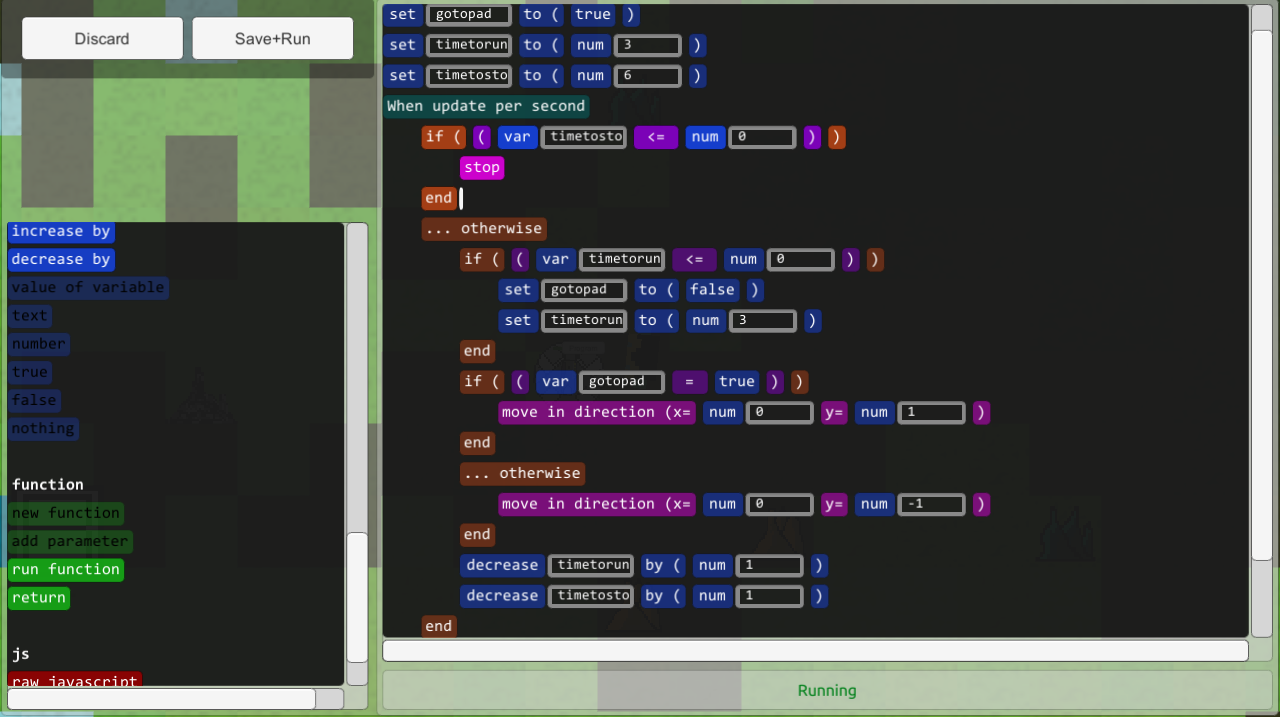 Discard Save+Run
increase by
decrease by
value of variable
text
number
true
false
nothing
function
new function
add parameter
run function
return
js
raw javascript
set gotopad to ( true )
set timetorun to ( num 3 )
set timetosto to ( num 6 )
When update per second
if ( ( var timetosto <= num 0 ) )
stop
end
... otherwise
if ( ( var timetorun <= num 0 ) )
set gotopad to ( false )
set timetorun to ( num 3 )
end
if ( ( var gotopad = true ) )
move in direction (x= num 0 y= num 1 )
end
... otherwise
move in direction (x= num 0 y= num -1 )
end
decrease timetorun by ( num 1 )
decrease timetosto by ( num 1 )
end
Running